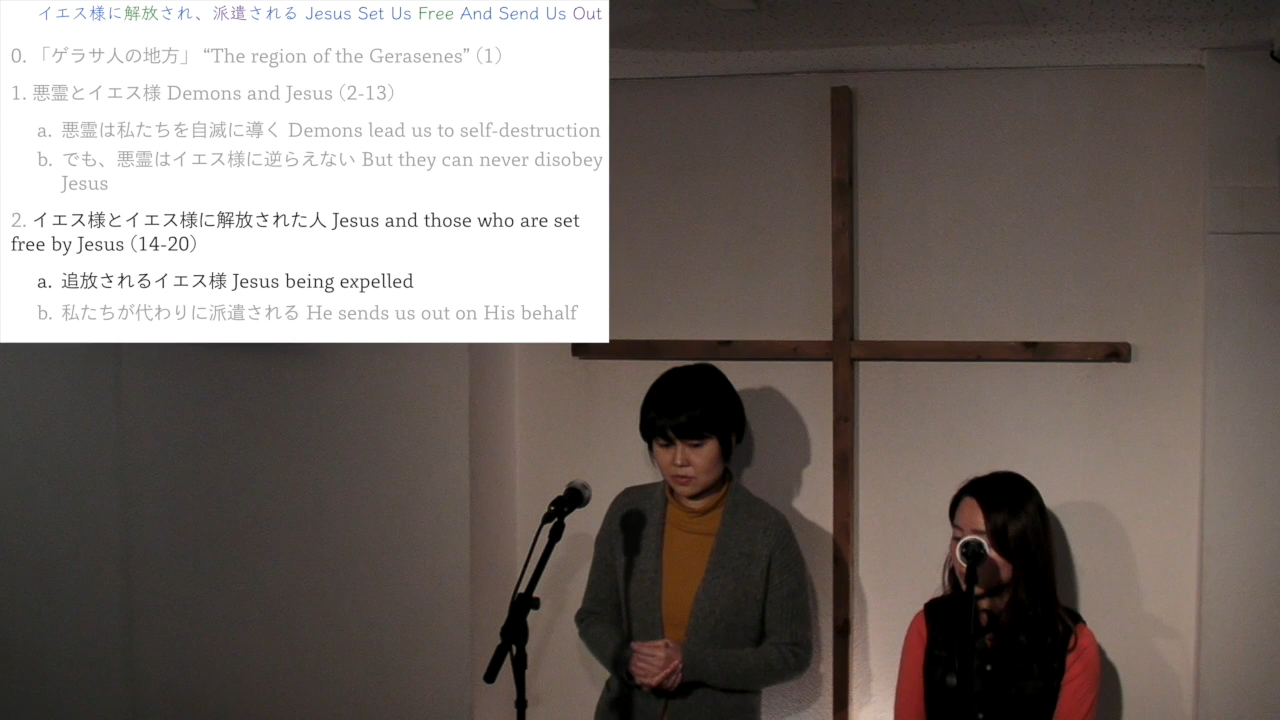 イエス様に解放され、派遣される Jesus Set Us Free And Send Us Out
0. 「ゲラサ人の地方」 “The region of the Gerasenes” (1)
1. 悪霊とイエス様 Demons and Jesus (2-13)
a. 悪霊は私たちを自滅に導く Demons lead us to self-destruction
b. でも、悪霊はイエス様に逆らえない But they can never disobey
Jesus
2. イエス様とイエス様に解放された人 Jesus and those who are set
free by Jesus (14-20)
a. 追放されるイエス様 Jesus being expelled
b. 私たちが代わりに派遣される He sends us out on His behalf